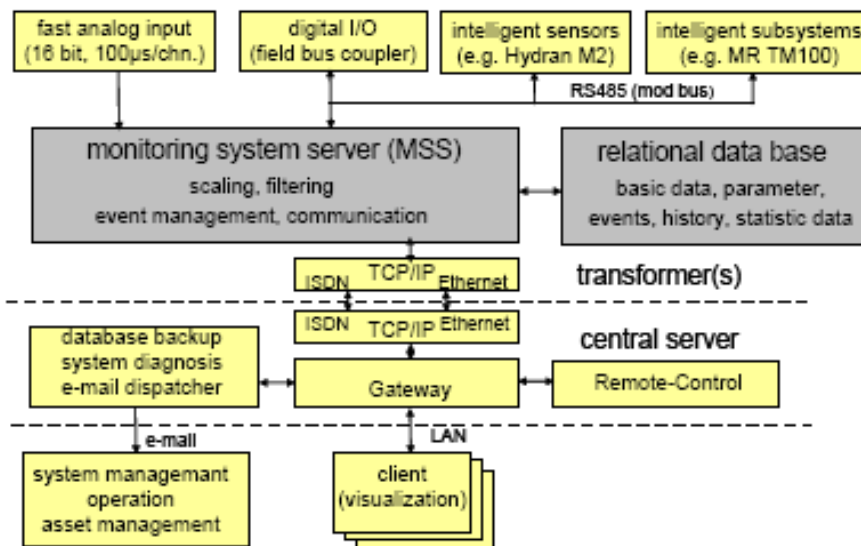 fast analog input
(16 bit, 100µs/chn.)
digital I/O
(field bus coupler)
intelligent sensors
(e.g. Hydran M2)
intelligent subsystems
(e.g. MR TM100)
RS485 (mod bus)
monitoring system server (MSS)
scaling, filtering
event management, communication
relational data base
basic data, parameter,
events, history, statistic data
ISDN TCP/IP Ethernet
transformer(s)
ISDN TCP/IP Ethernet
central server
database backup
system diagnosis
e-mail dispatcher
Gateway
Remote-Control
e-mail
LAN
system managemant
operation
asset management
client
(visualization)